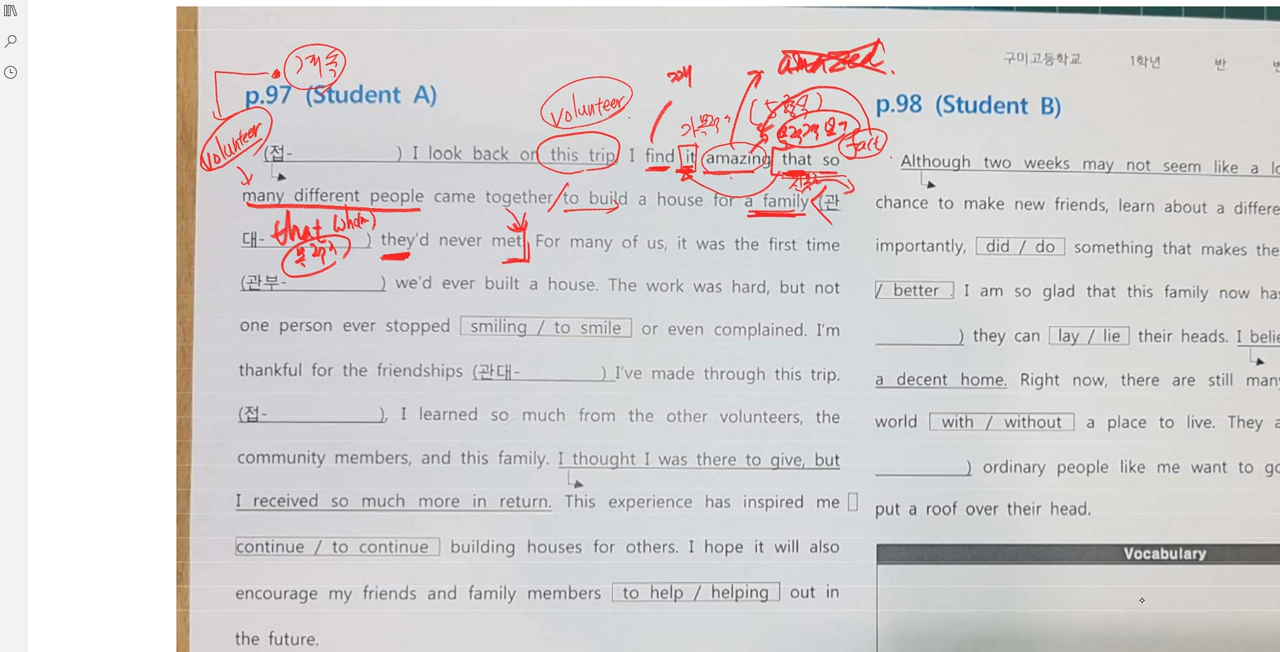 구미고등학교 1학년 반
amazed.
계속
p.97 (Student A)
volunteer
volunteer
(접- ) I look back on this trip I find it amazing that so
fact
many different people came together to build a house for a family (관
that (whom)
대- ) they'd never met. For many of us, it was the first time
(관부- ) we'd ever built a house. The work was hard, but not
one person ever stopped smiling / to smile or even complained. I'm
thankful for the friendships (관대- ) I've made through this trip.
(접- ), I learned so much from the other volunteers, the
community members, and this family. I thought I was there to give, but
I received so much more in return. This experience has inspired me
continue / to continue building houses for others. I hope it will also
encourage my friends and family members to help / helping out in
the future.
p.98 (Student B)
Although two weeks may not seem like a
chance to make new friends, learn about a differe
importantly, did / do something that makes the
/ better . I am so glad that this family now ha
) they can lay / lie their heads. I belie
a decent home. Right now, there are still man
world with / without a place to live. They a
) ordinary people like me want to go
put a roof over their head.
Vocabulary